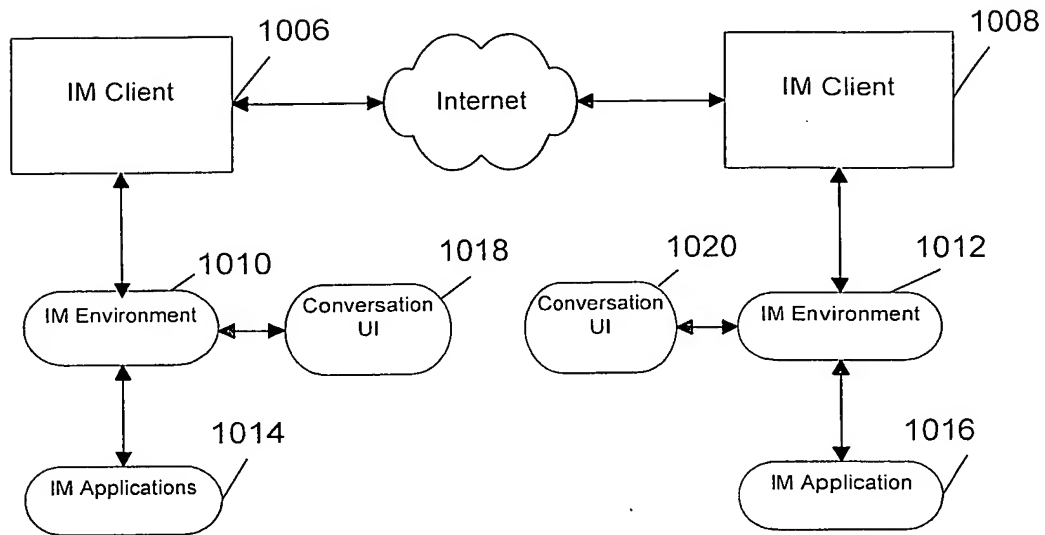 1006
1008
IM Client
Internet
IM Client
1010
1018
1020
1012
IM Environment
Conversation
UI
Conversation
UI
IM Environment
1014
1016
IM Applications
IM Application